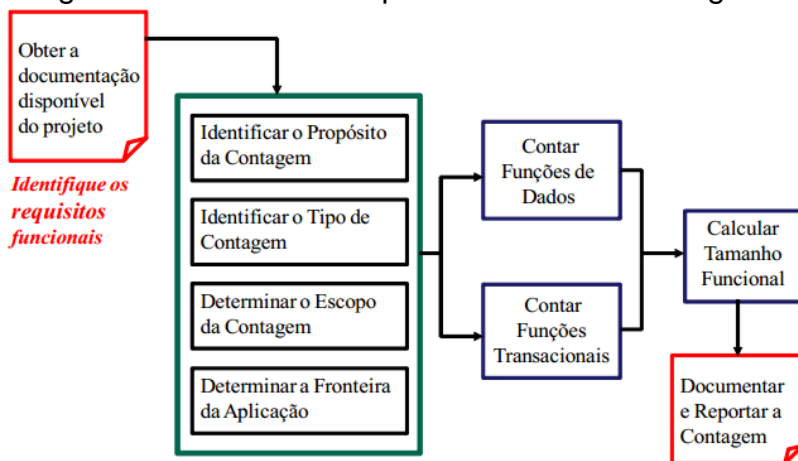 Obter a
documentação
disponível
do projeto
Identifique os
requisitos
funcionais
Identificar o Propósito
da Contagem
Identificar o Tipo de
Contagem
Determinar o Escopo
da Contagem
Determinar a Fronteira
da Aplicação
Contar
Funções de
Dados
Contar
Funções
Transacionais
Calcular
Tamanho
Funcional
Documentar
e Reportar a
Contagem